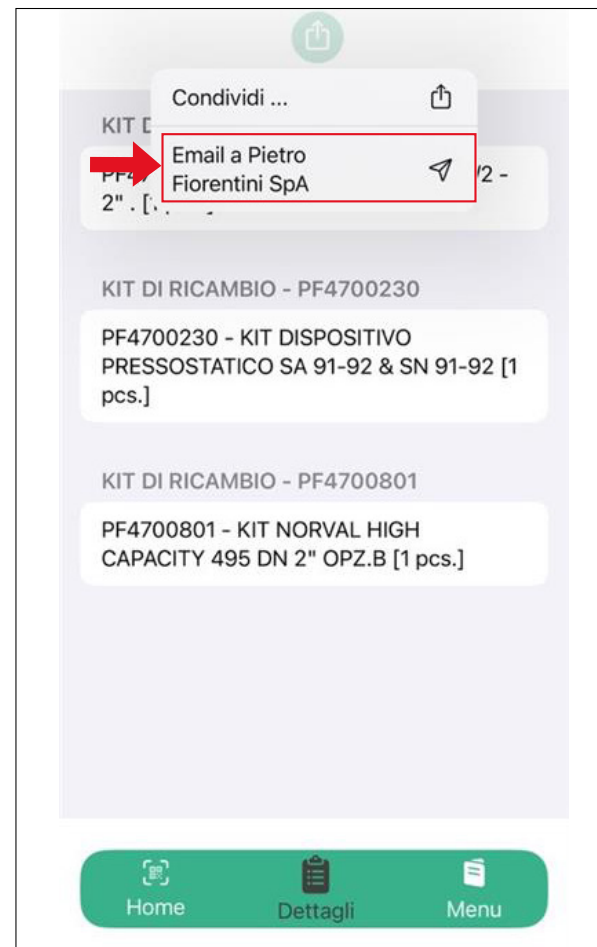 Condividi ...
KIT D
Email a Pietro
Fiorentini SpA
/2 -
2" . [
KIT DI RICAMBIO - PF4700230
PF4700230 - KIT DISPOSITIVO
PRESSOSTATICO SA 91-92 & SN 91-92 [1
pcs.]
KIT DI RICAMBIO - PF4700801
PF4700801 - KIT NORVAL HIGH
CAPACITY 495 DN 2" OPZ.B [1 pcs.]
Home
Dettagli
Menu